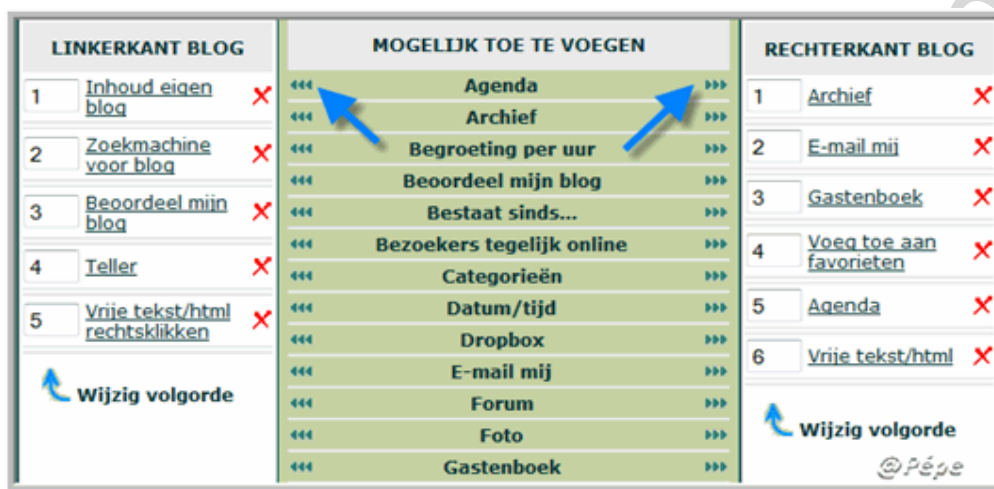 LINKERKANT BLOG
1 Inhoud eigen
blog
2 Zoekmachine
voor blog
3 Beoordeel mijn
blog
4 Teller
5 Vrije tekst/html
rechtsklikken
Wijzig volgorde
MOGELIJK TOE TE VOEGEN
Agenda
Archief
Begroeting per uur
Beoordeel mijn blog
Bestaat sinds...
Bezoekers tegelijk online
Categorieën
Datum/tijd
Dropbox
E-mail mij
Forum
Foto
Gastenboek
RECHTERKANT BLOG
1 Archief
2 E-mail mij
3 Gastenboek
4 Voeg toe aan
favorieten
5 Agenda
6 Vrije tekst/html
Wijzig volgorde
@Pépe